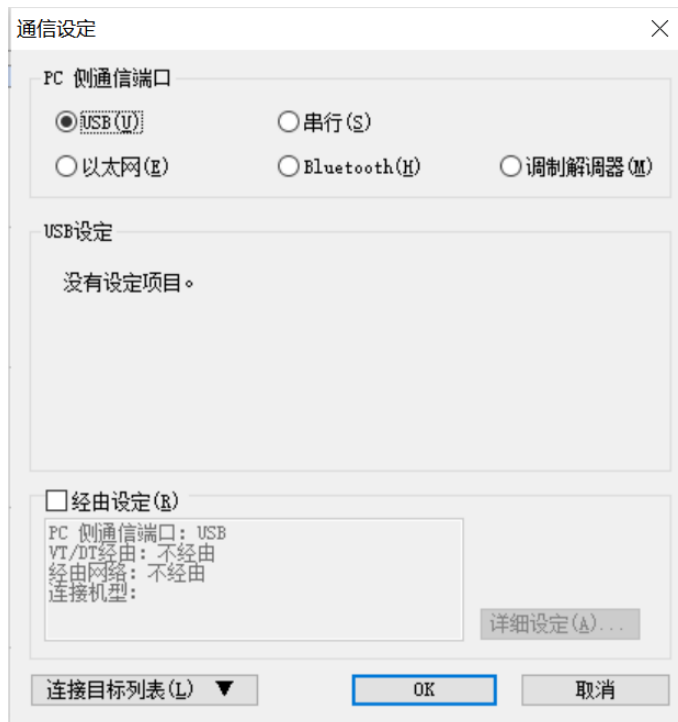 通信设定
PC 侧通信端口
USB(U) 串行(S)
以太网(E) Bluetooth(H) 调制解调器(M)
USB设定
没有设定项目。
经由设定(R)
PC 侧通信端口: USB
VT/DT经由: 不经由
经由网络: 不经由
连接机型:
详细设定(A)...
连接目标列表(L) ▼ OK 取消